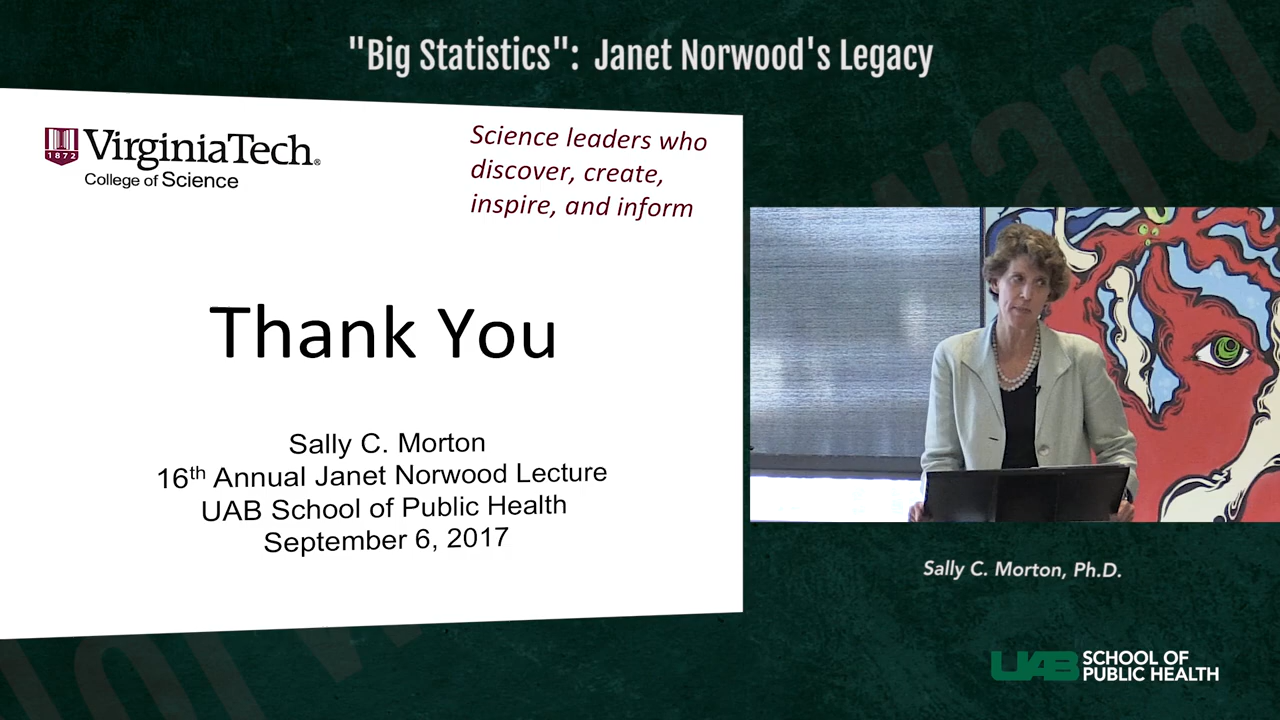 "Big Statistics": Janet Norwood's Legacy
1872
VirginiaTech®
College of Science
Science leaders who
discover, create,
inspire, and inform
Thank You
Sally C. Morton
16th Annual Janet Norwood Lecture
UAB School of Public Health
September 6, 2017
Sally C. Morton, Ph.D.
UAB SCHOOL OF
PUBLIC HEALTH